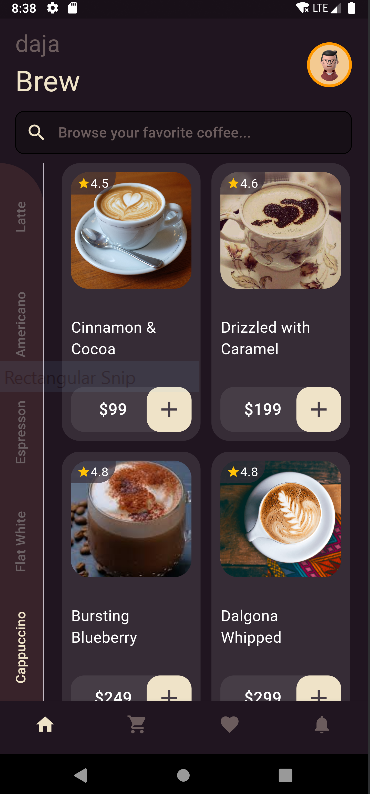 8:38
LTE
daja
Brew
Browse your favorite coffee...
Latte
Americano
Espresson
Flat White
Cappuccino
Rectangular Snip
4.5
Cinnamon &
Cocoa
$99
+
4.6
Drizzled with
Caramel
$199
+
4.8
Bursting
Blueberry
$249
+
4.8
Dalgona
Whipped
$299
+